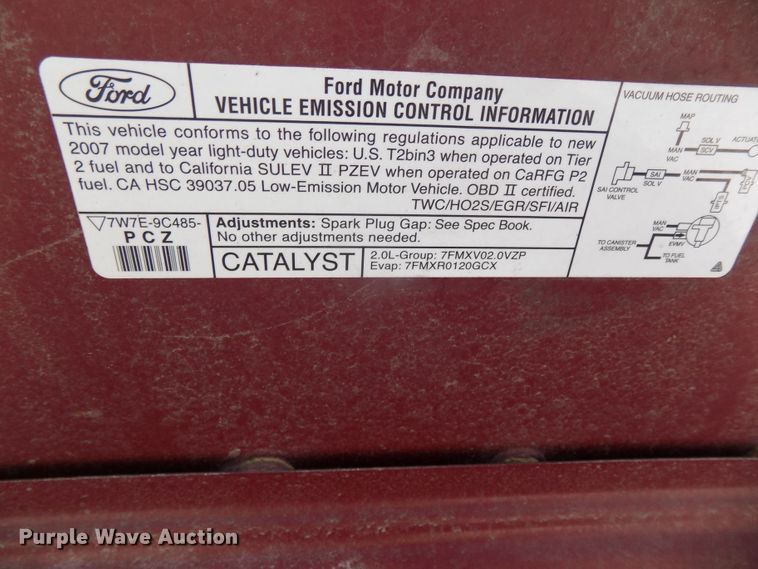 Ford
Ford Motor Company
VEHICLE EMISSION CONTROL INFORMATION
This vehicle conforms to the following regulations applicable to new
2007 model year light-duty vehicles: U.S. T2bin3 when operated on Tier
2 fuel and to California SULEV II PZEV when operated on CaRFG P2
fuel. CA HSC 39037.05 Low-Emission Motor Vehicle. OBD II certified.
TWC/HO2S/EGR/SFI/AIR
7W7E-9C485-
PCZ
Adjustments: Spark Plug Gap: See Spec Book.
No other adjustments needed.
CATALYST
2.0L-Group: 7FMXV02.0VZP
Evap: 7FMXR0120GCX
VACUUM HOSE ROUTING
MAP
SOL V
MAN
VAC
SCV
SAI
MAN
VAC
SAI CONTROL
VALVE
SOL V
MAN
VAC
EVMV
TO CANISTER
ASSEMBLY
TO FUEL
TANK
Purple Wave Auction